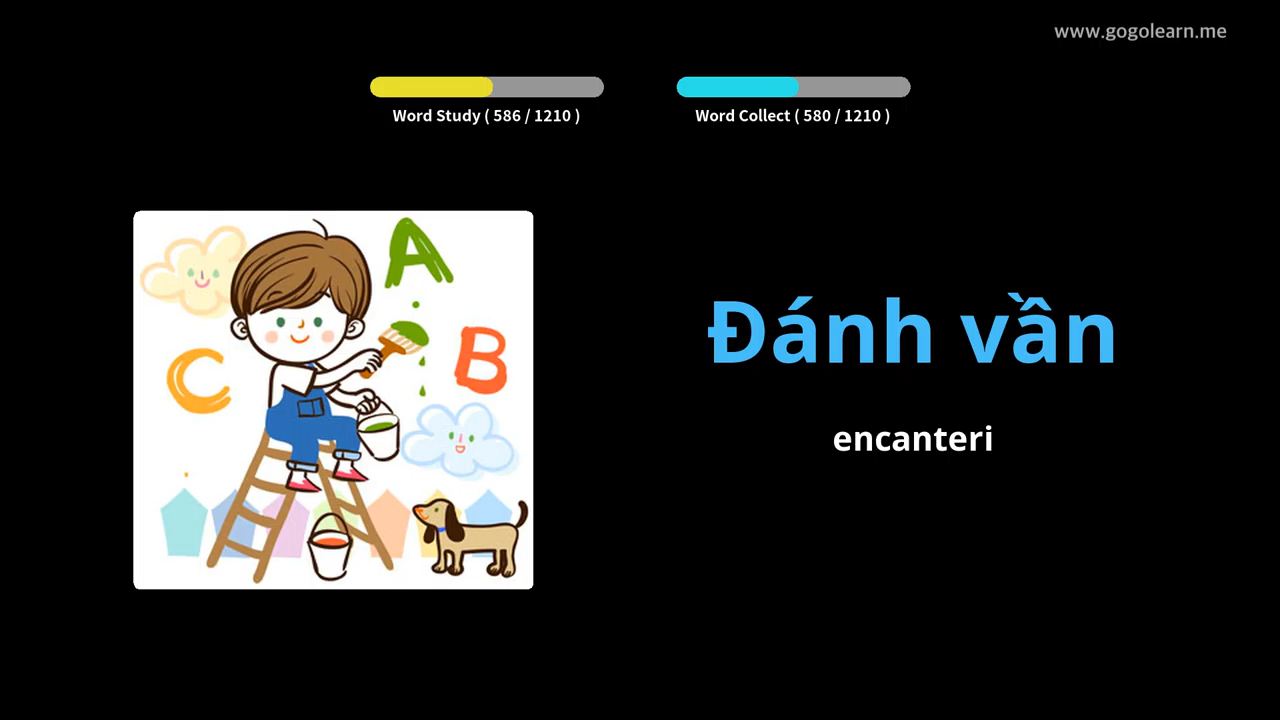 www.gogolearn.me
Word Study ( 586 / 1210 )
Word Collect ( 580 / 1210 )
A
B
C
Đánh vần
encanteri